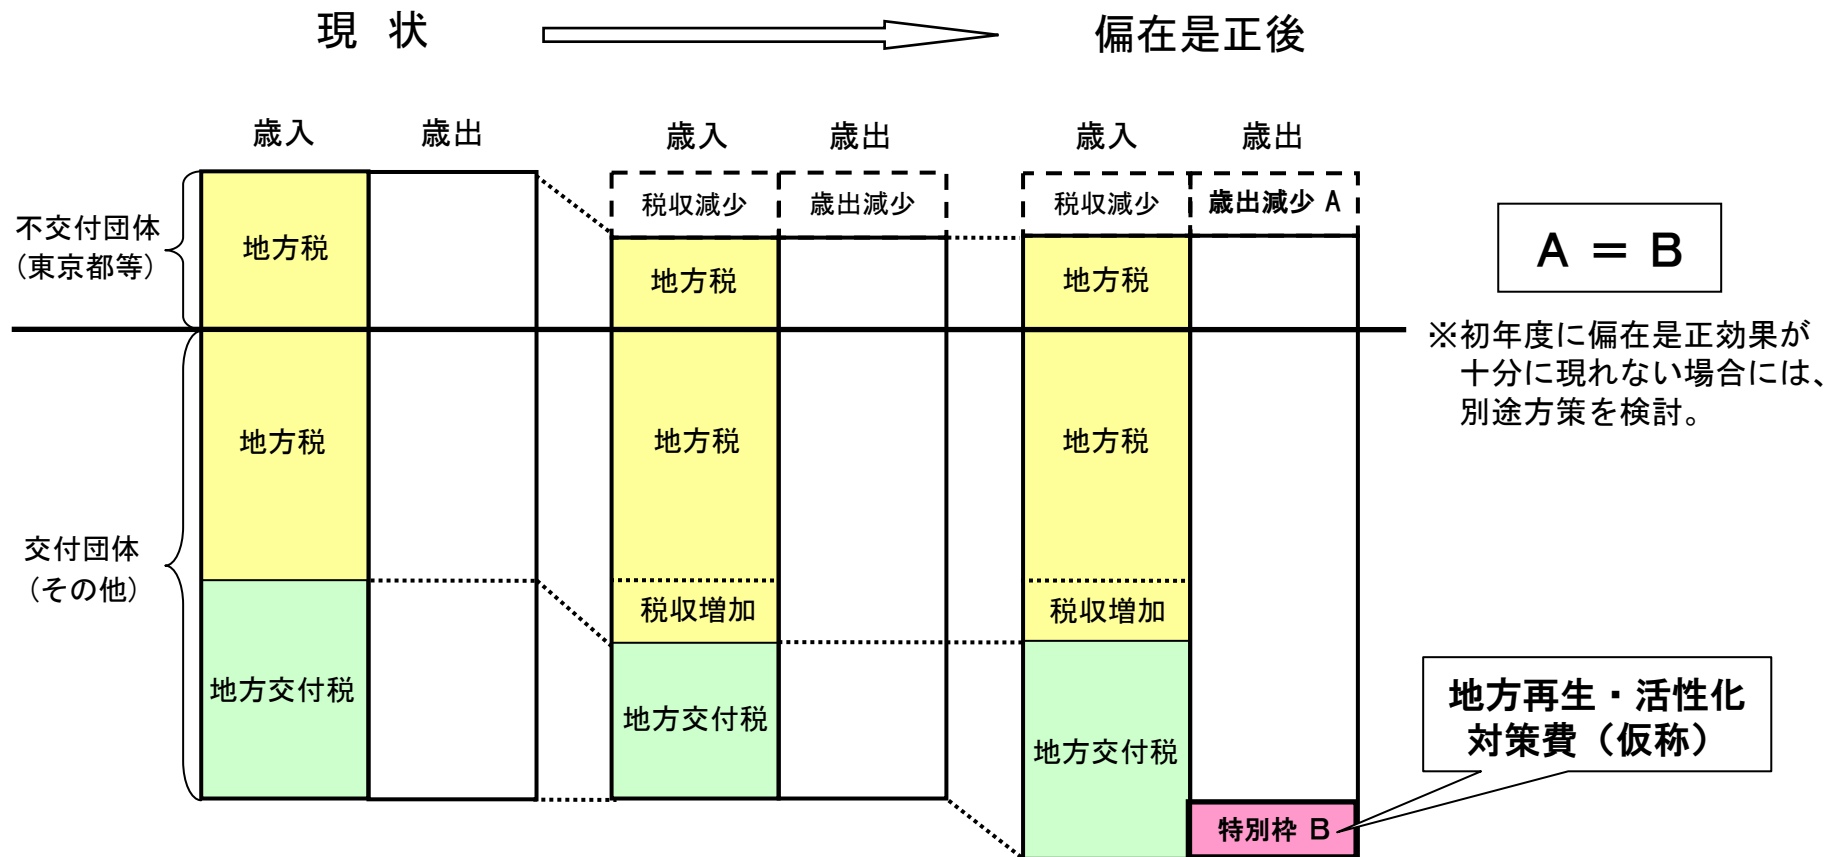 現 状
偏在是正後
歳入
歳出
歳入
歳出
歳入
歳出
税収減少
歳出減少
税収減少
歳出減少 A
不交付団体
（東京都等）
地方税
地方税
地方税
A = B
※初年度に偏在是正効果が
十分に現れない場合には、
別途方策を検討。
地方税
地方税
地方税
交付団体
（その他）
税収増加
税収増加
地方交付税
地方交付税
地方交付税
地方再生・活性化
対策費（仮称）
特別枠 B